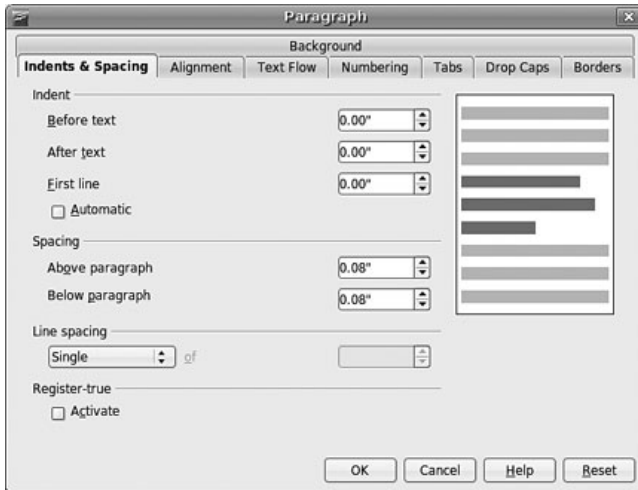 Paragraph
Background
Indents & Spacing Alignment Text Flow Numbering Tabs Drop Caps Borders
Indent
Before text 0.00"
After text 0.00"
First line 0.00"
Automatic
Spacing
Above paragraph 0.08"
Below paragraph 0.08"
Line spacing
Single of
Register-true
Activate
OK Cancel Help Reset